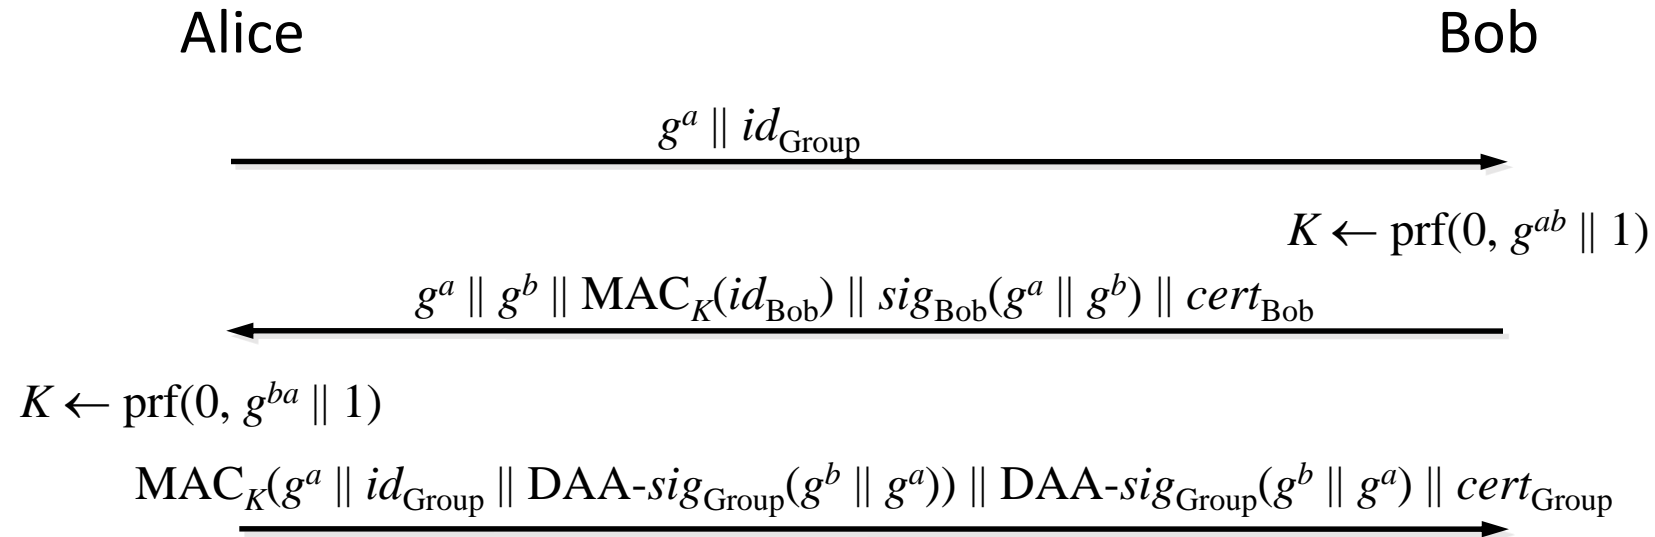 Alice Bob
g^a || id_Group
K ← prf(0, g^ab || 1)
g^a || g^b || MAC_K(id_Bob) || sig_Bob(g^a || g^b) || cert_Bob
K ← prf(0, g^ba || 1)
MAC_K(g^a || id_Group || DAA-sig_Group(g^b || g^a)) || DAA-sig_Group(g^b || g^a) || cert_Group